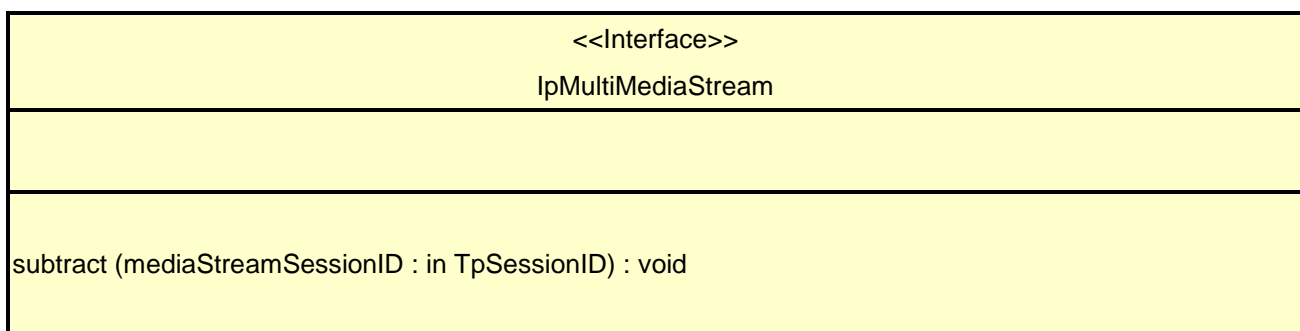 <<Interface>>
IpMultiMediaStream
subtract (mediaStreamSessionID : in TpSessionID) : void